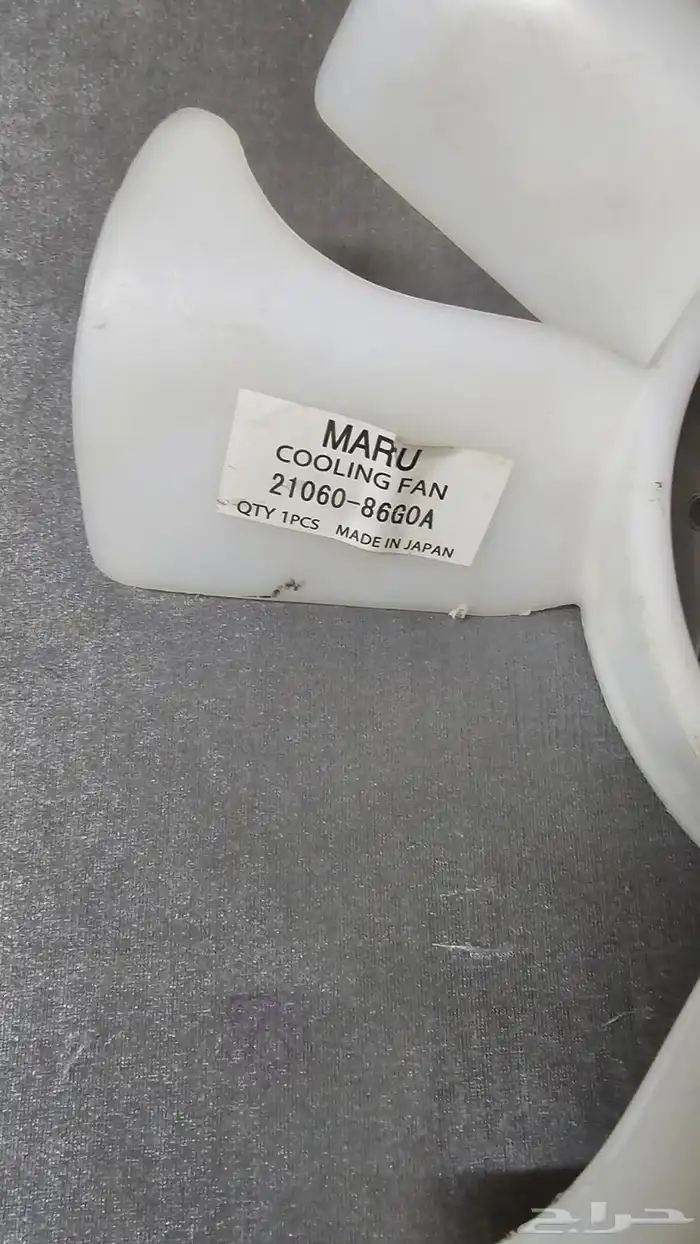 MARU
COOLING FAN
21060-86G0A
QTY 1PCS MADE IN JAPAN
حراج